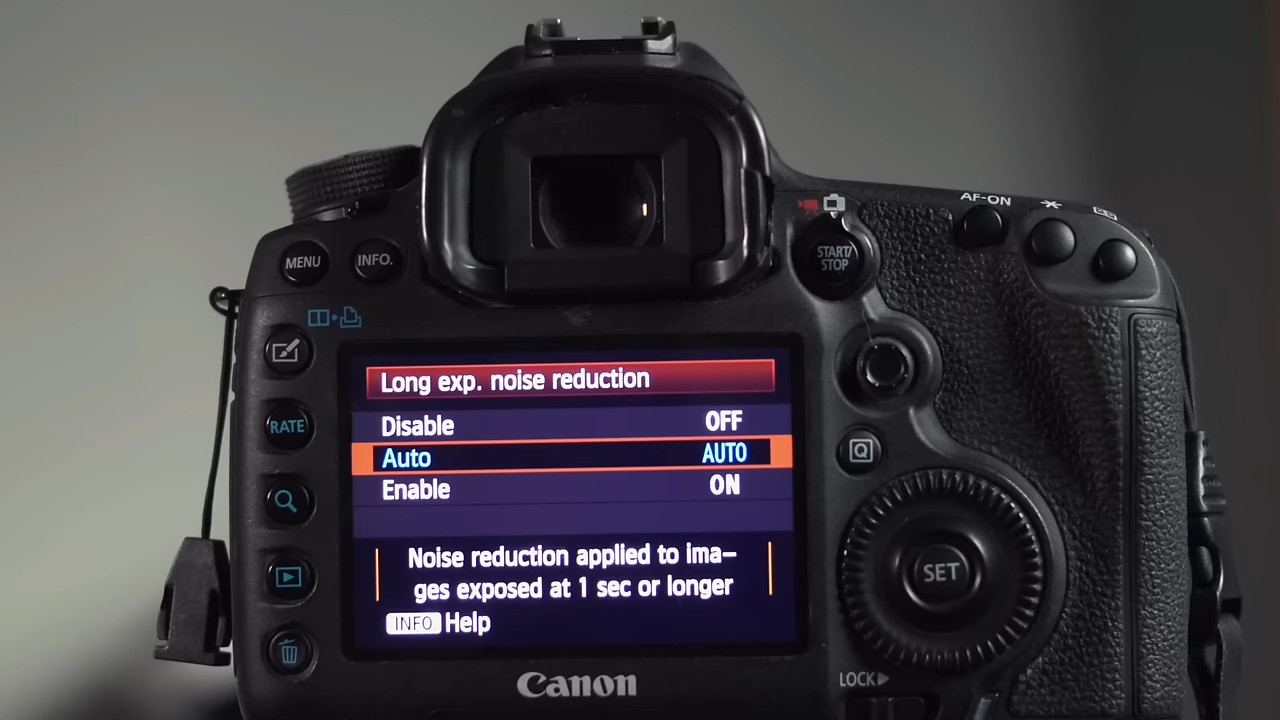 AF-ON
MENU
INFO.
START/
STOP
RATE
Long exp. noise reduction
Disable OFF
Auto AUTO
Enable ON
Noise reduction applied to ima-
ges exposed at 1 sec or longer
INFO. Help
Q
SET
LOCK
Canon